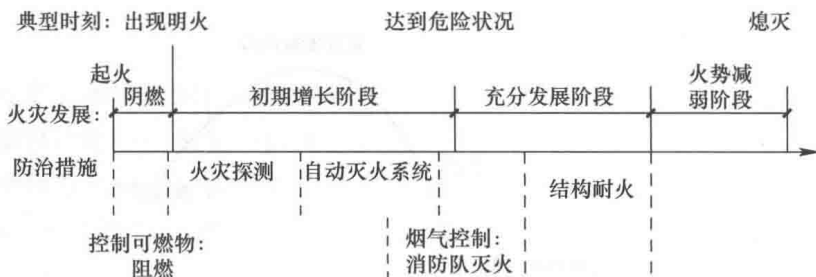 典型时刻: 出现明火 达到危险状况 熄灭
起火
阴燃 初期增长阶段 充分发展阶段 火势减
弱阶段
火灾发展:
防治措施 火灾探测 自动灭火系统 结构耐火
控制可燃物: 烟气控制:
阻燃 消防队灭火